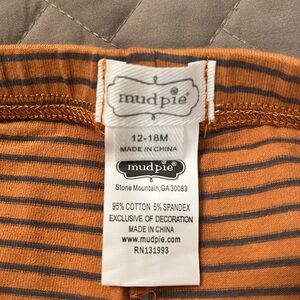 mudpie®
12-18M
MADE IN CHINA
mudpie®
Stone Mountain, GA 30083
95% COTTON 5% SPANDEX
EXCLUSIVE OF DECORATION
MADE IN CHINA
www.mudpie.com
RN131993